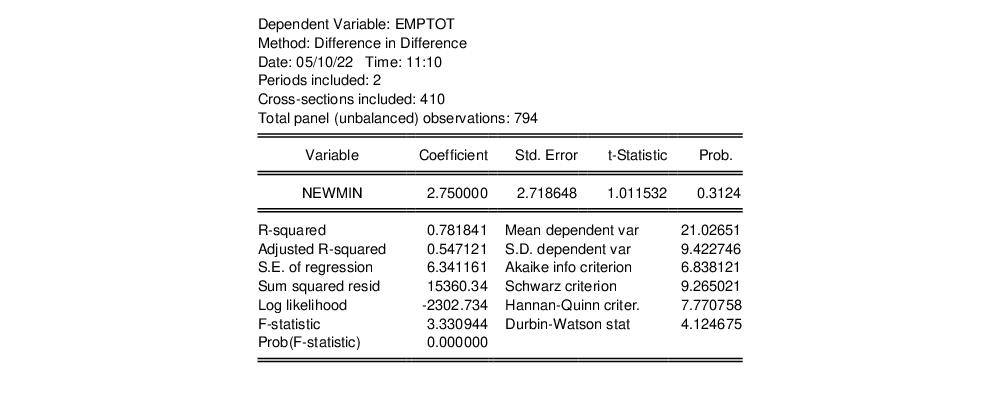 Dependent Variable: EMPTOT
Method: Difference in Difference
Date: 05/10/22 Time: 11:10
Periods included: 2
Cross-sections included: 410
Total panel (unbalanced) observations: 794
Variable Coefficient Std. Error t-Statistic Prob.
NEWMIN 2.750000 2.718648 1.011532 0.3124
R-squared 0.781841 Mean dependent var 21.02651
Adjusted R-squared 0.547121 S.D. dependent var 9.422746
S.E. of regression 6.341161 Akaike info criterion 6.838121
Sum squared resid 15360.34 Schwarz criterion 9.265021
Log likelihood -2302.734 Hannan-Quinn criter. 7.770758
F-statistic 3.330944 Durbin-Watson stat 4.124675
Prob(F-statistic) 0.000000